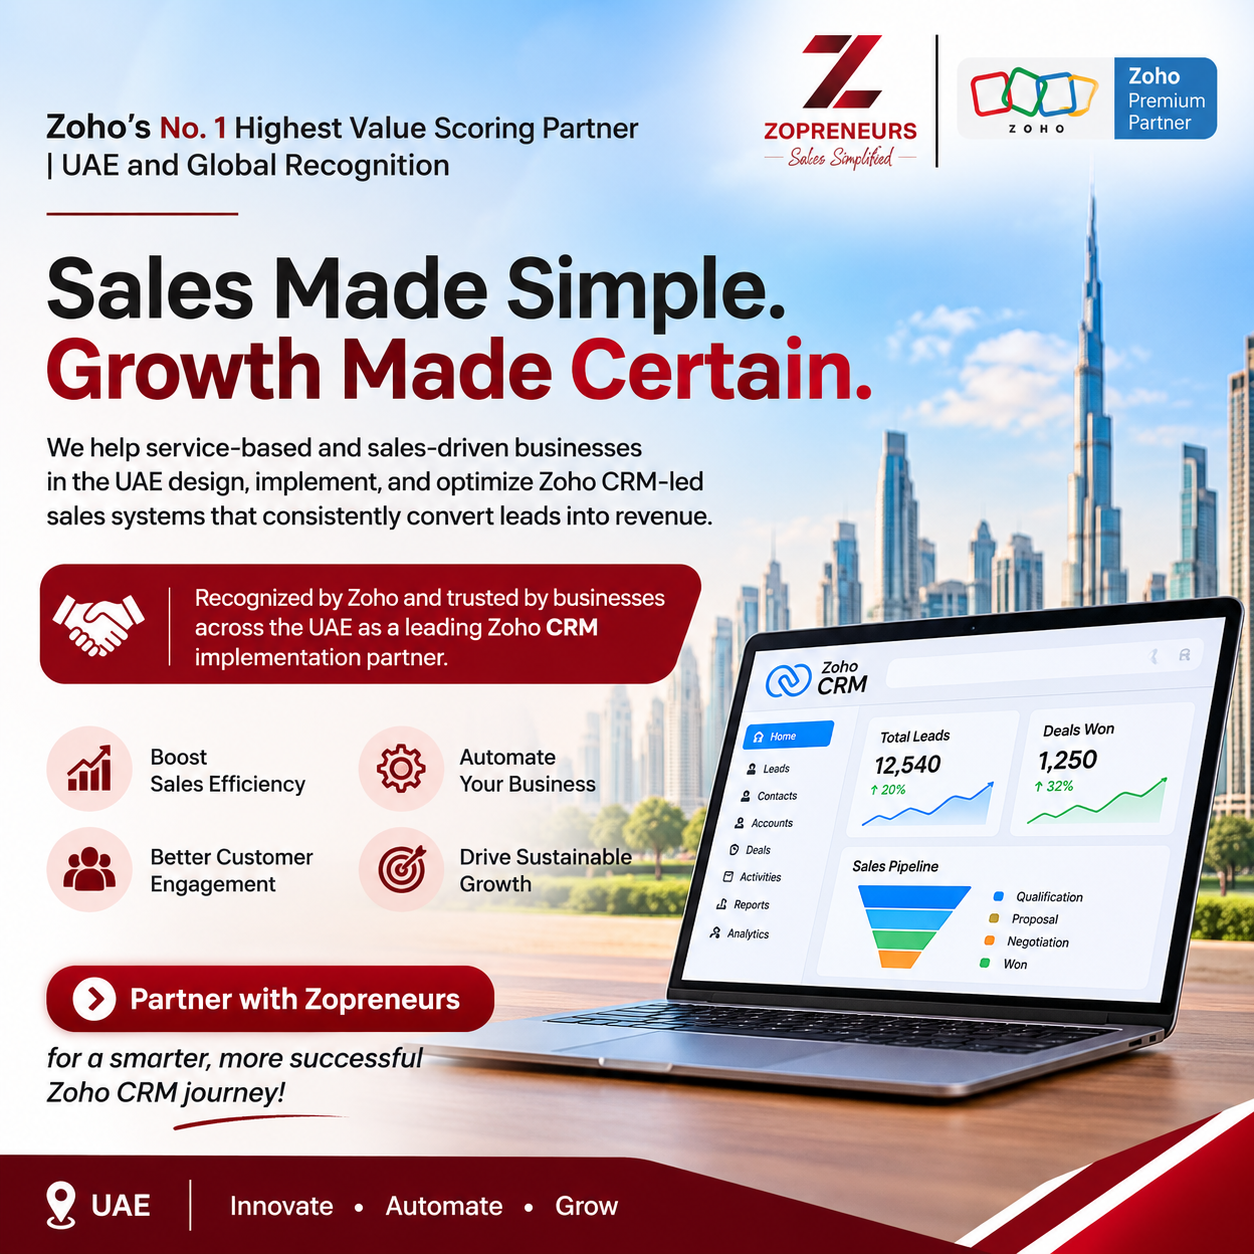 ZOPRENEURS
Sales Simplified
ZOHO
Zoho
Premium
Partner
Zoho's No. 1 Highest Value Scoring Partner
| UAE and Global Recognition
Sales Made Simple.
Growth Made Certain.
We help service-based and sales-driven businesses
in the UAE design, implement, and optimize Zoho CRM-led
sales systems that consistently convert leads into revenue.
Recognized by Zoho and trusted by businesses
across the UAE as a leading Zoho CRM
implementation partner.
Boost
Sales Efficiency
Automate
Your Business
Better Customer
Engagement
Drive Sustainable
Growth
Partner with Zopreneurs
for a smarter, more successful
Zoho CRM journey!
Zoho
CRM
Home
Leads
Contacts
Accounts
Deals
Activities
Reports
Analytics
Total Leads
12,540
↑ 20%
Deals Won
1,250
↑ 32%
Sales Pipeline
Qualification
Proposal
Negotiation
Won
UAE
Innovate • Automate • Grow